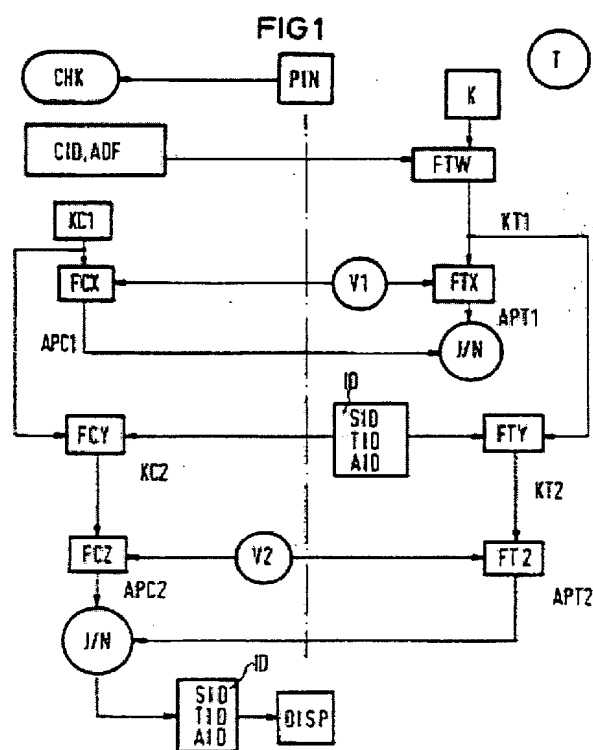 FIG1
CHK
PIN
T
K
CID, ADF
FTW
KC1
KT1
FCX
V1
FTX
APC1
APT1
J/N
ID
SID
TID
AID
FCY
FTY
KC2
KT2
FCZ
V2
FT2
APC2
APT2
J/N
ID
SID
TID
AID
DISP